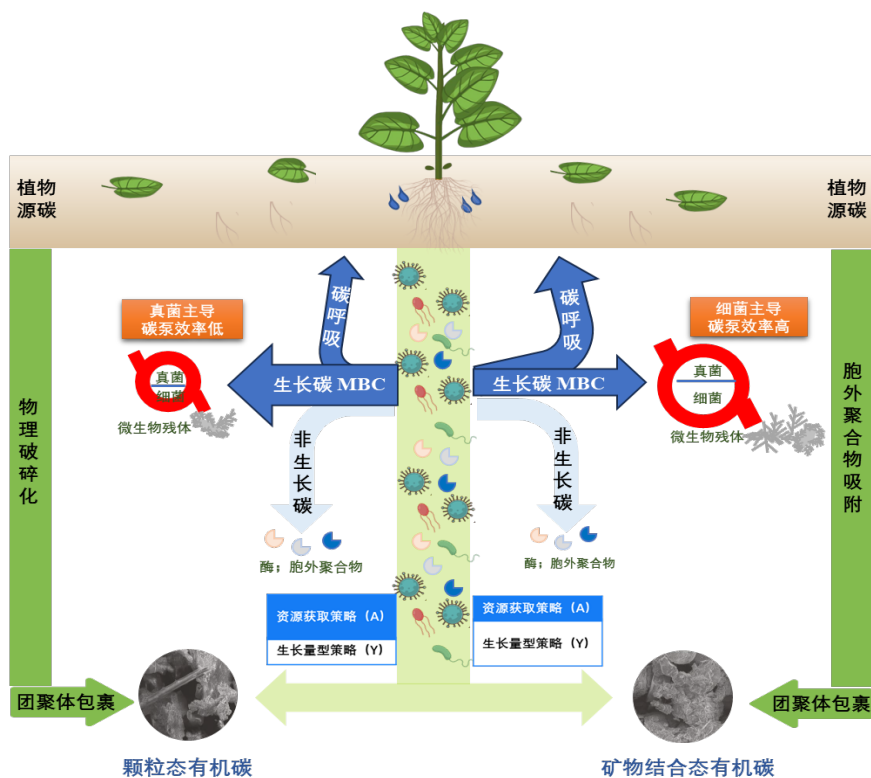 植物
源碳
植物
源碳
真菌主导
碳泵效率低
细菌主导
碳泵效率高
碳呼吸
碳呼吸
真菌
细菌
生长碳 MBC
生长碳 MBC
真菌
细菌
微生物残体
微生物残体
物理破碎化
非生长碳
非生长碳
胞外聚合物吸附
酶；胞外聚合物
酶；胞外聚合物
资源获取策略（A）
生长量型策略（Y）
资源获取策略（A）
生长量型策略（Y）
团聚体包裹
团聚体包裹
颗粒态有机碳
矿物结合态有机碳